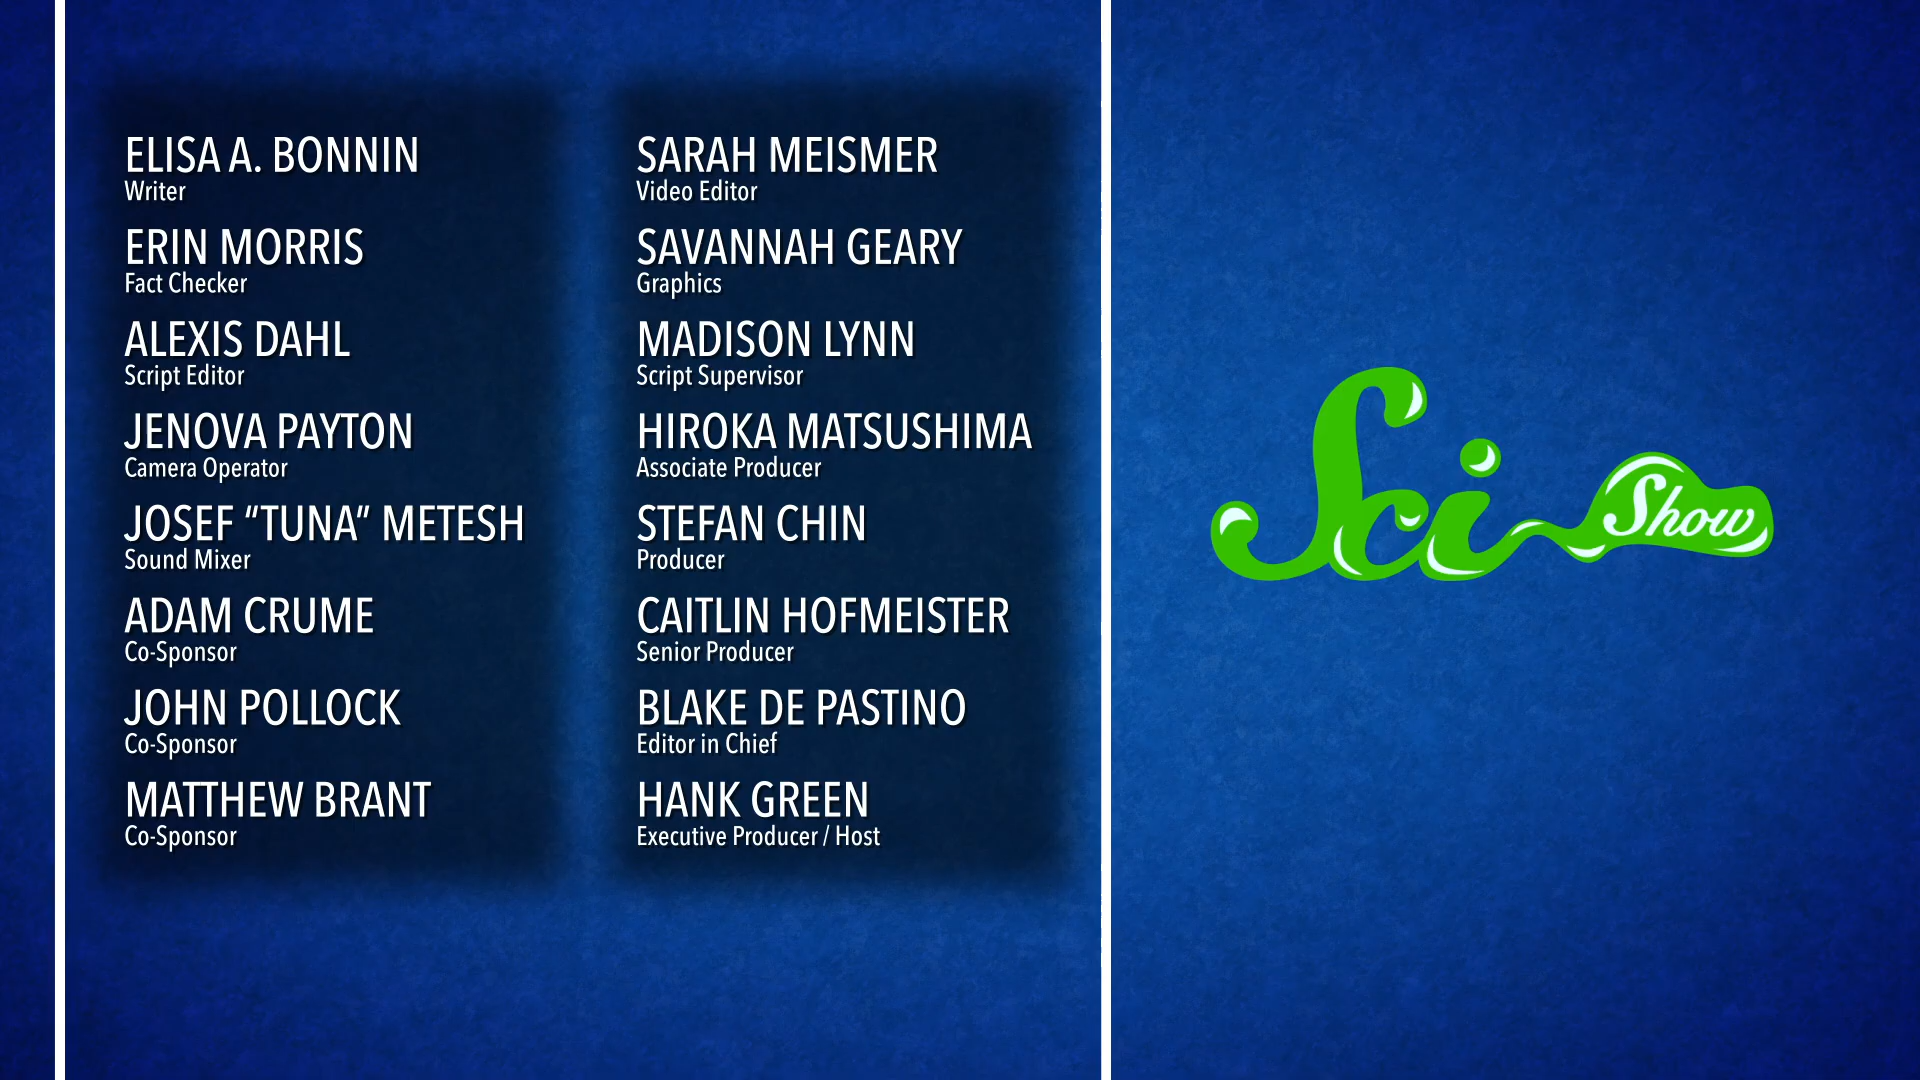 ELISA A. BONNIN
Writer
ERIN MORRIS
Fact Checker
ALEXIS DAHL
Script Editor
JENOVA PAYTON
Camera Operator
JOSEF “TUNA” METESH
Sound Mixer
ADAM CRUME
Co-Sponsor
JOHN POLLOCK
Co-Sponsor
MATTHEW BRANT
Co-Sponsor
SARAH MEISMER
Video Editor
SAVANNAH GEARY
Graphics
MADISON LYNN
Script Supervisor
HIROKA MATSUSHIMA
Associate Producer
STEFAN CHIN
Producer
CAITLIN HOFMEISTER
Senior Producer
BLAKE DE PASTINO
Editor in Chief
HANK GREEN
Executive Producer / Host
Sci Show